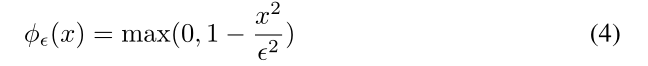 ϕ_ϵ(x) = max(0, 1 − x²/ϵ²) (4)